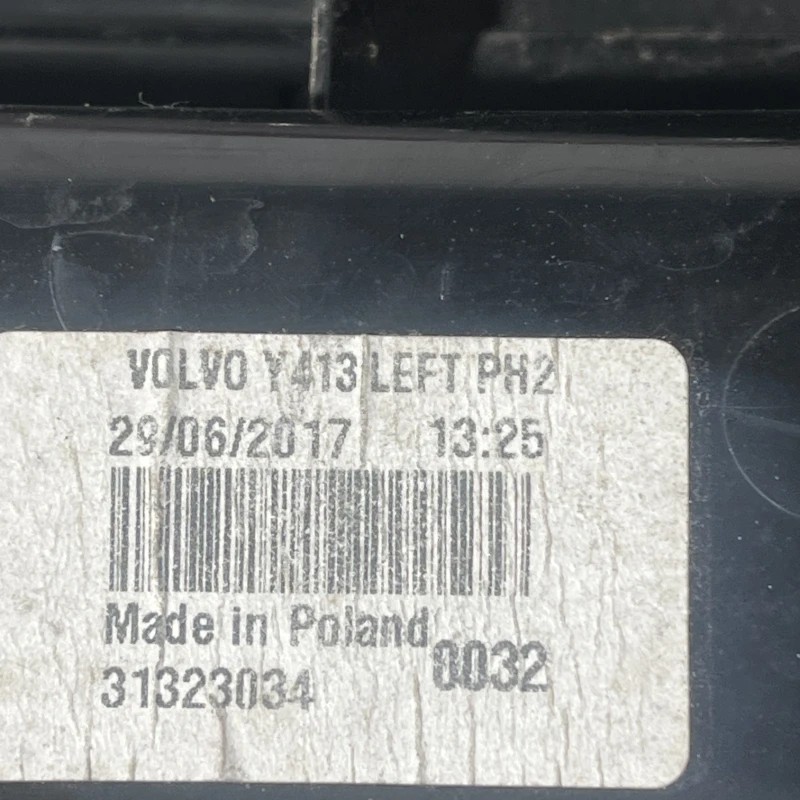 VOLVO Y413 LEFT PH2
29/06/2017 13:25
Made in Poland
0032
31323034